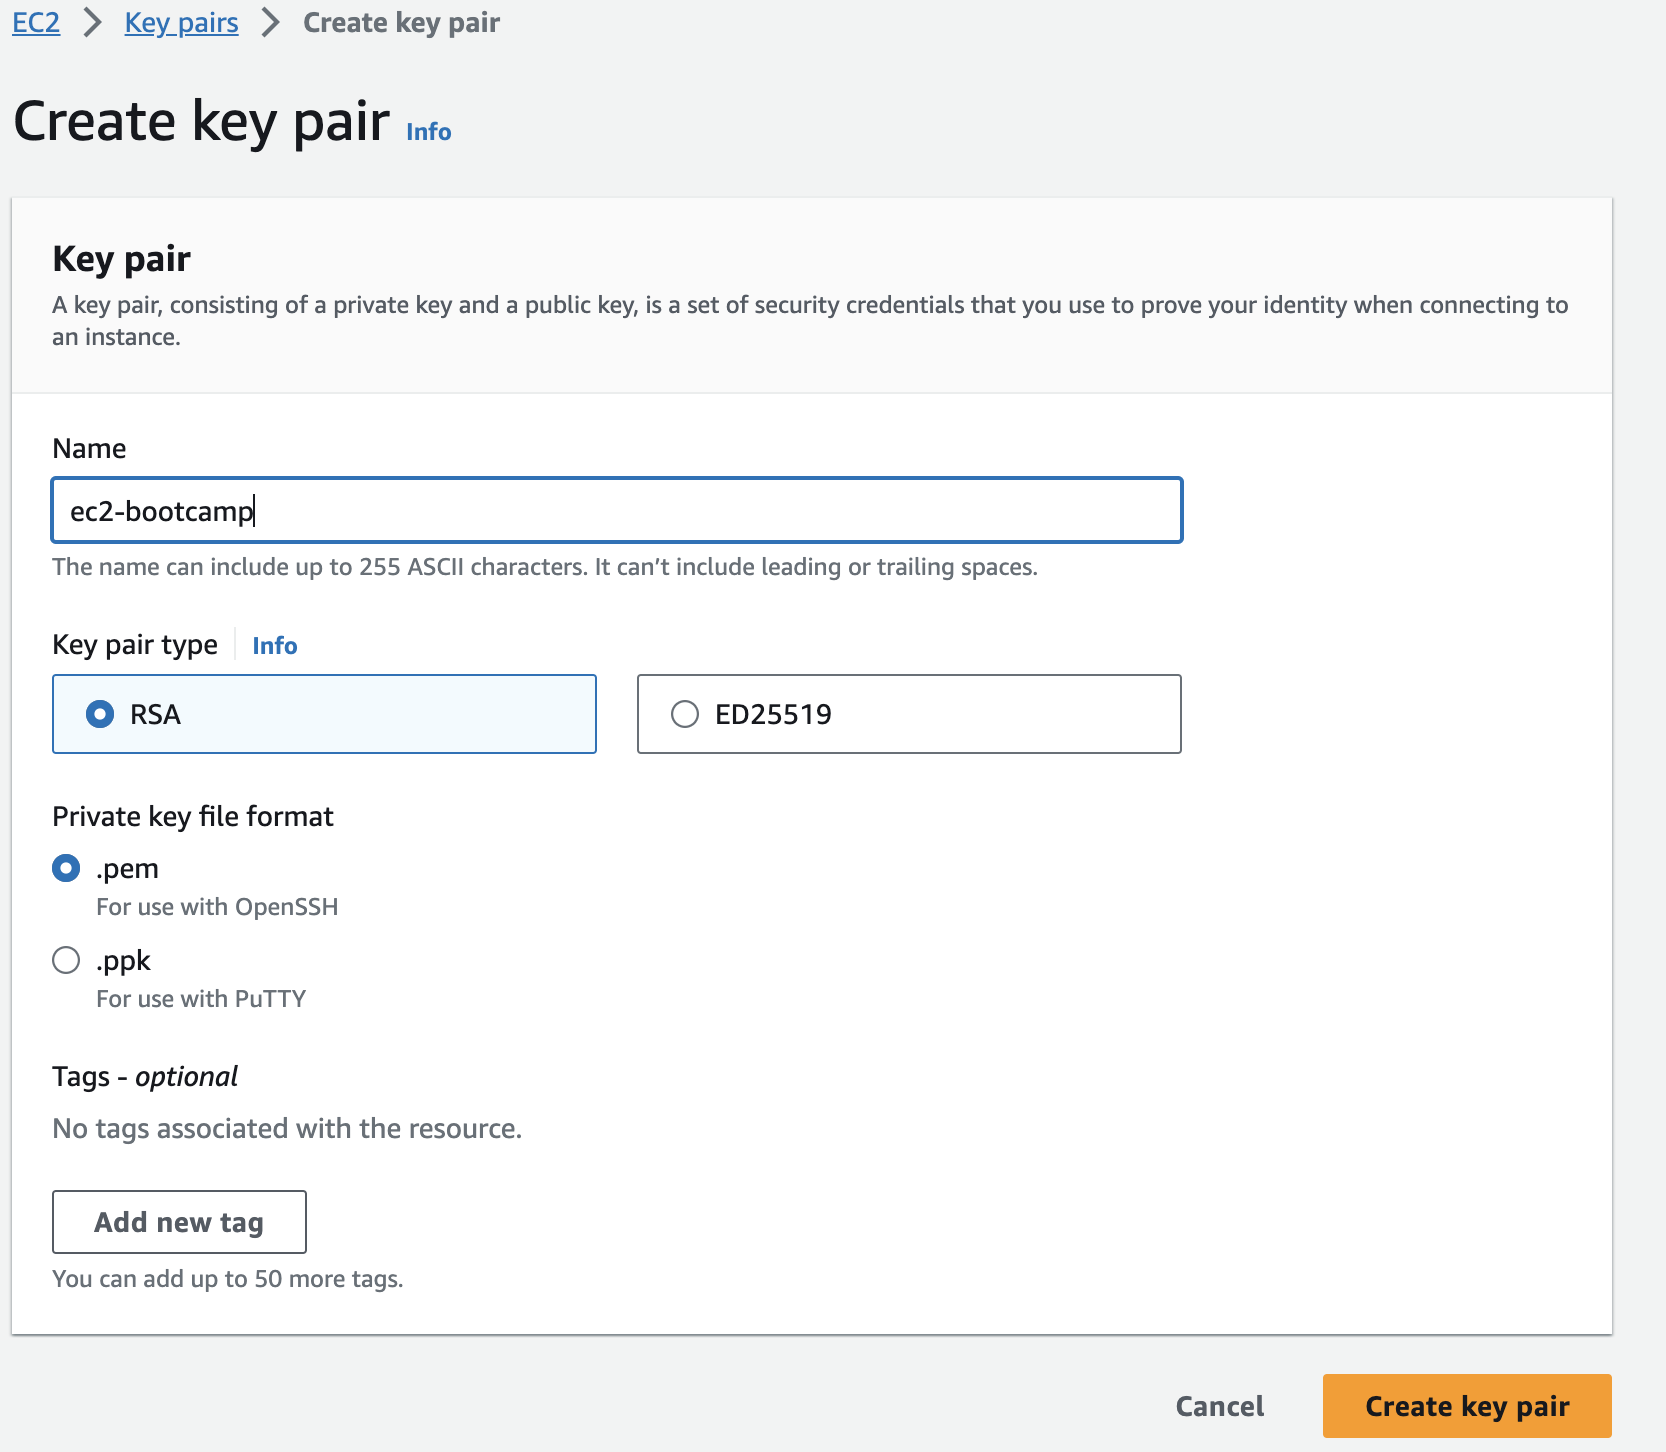 EC2 > Key pairs > Create key pair
Create key pair Info
Key pair
A key pair, consisting of a private key and a public key, is a set of security credentials that you use to prove your identity when connecting to
an instance.
Name
ec2-bootcamp
The name can include up to 255 ASCII characters. It can’t include leading or trailing spaces.
Key pair type Info
RSA ED25519
Private key file format
.pem
For use with OpenSSH
.ppk
For use with PuTTY
Tags - optional
No tags associated with the resource.
Add new tag
You can add up to 50 more tags.
Cancel Create key pair